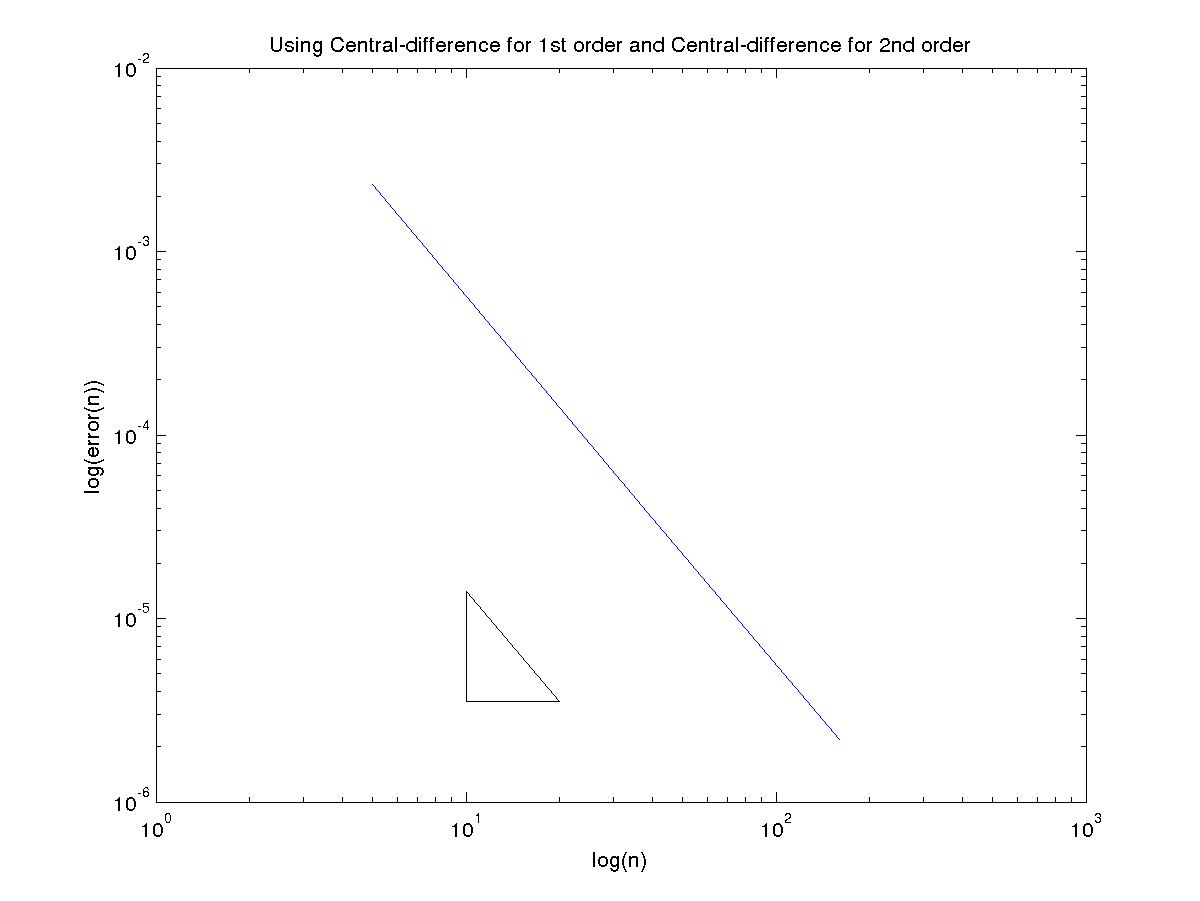 Using Central-difference for 1st order and Central-difference for 2nd order
10^-2
10^-3
10^-4
10^-5
10^-6
log(error(n))
10^0 10^1 10^2 10^3
log(n)